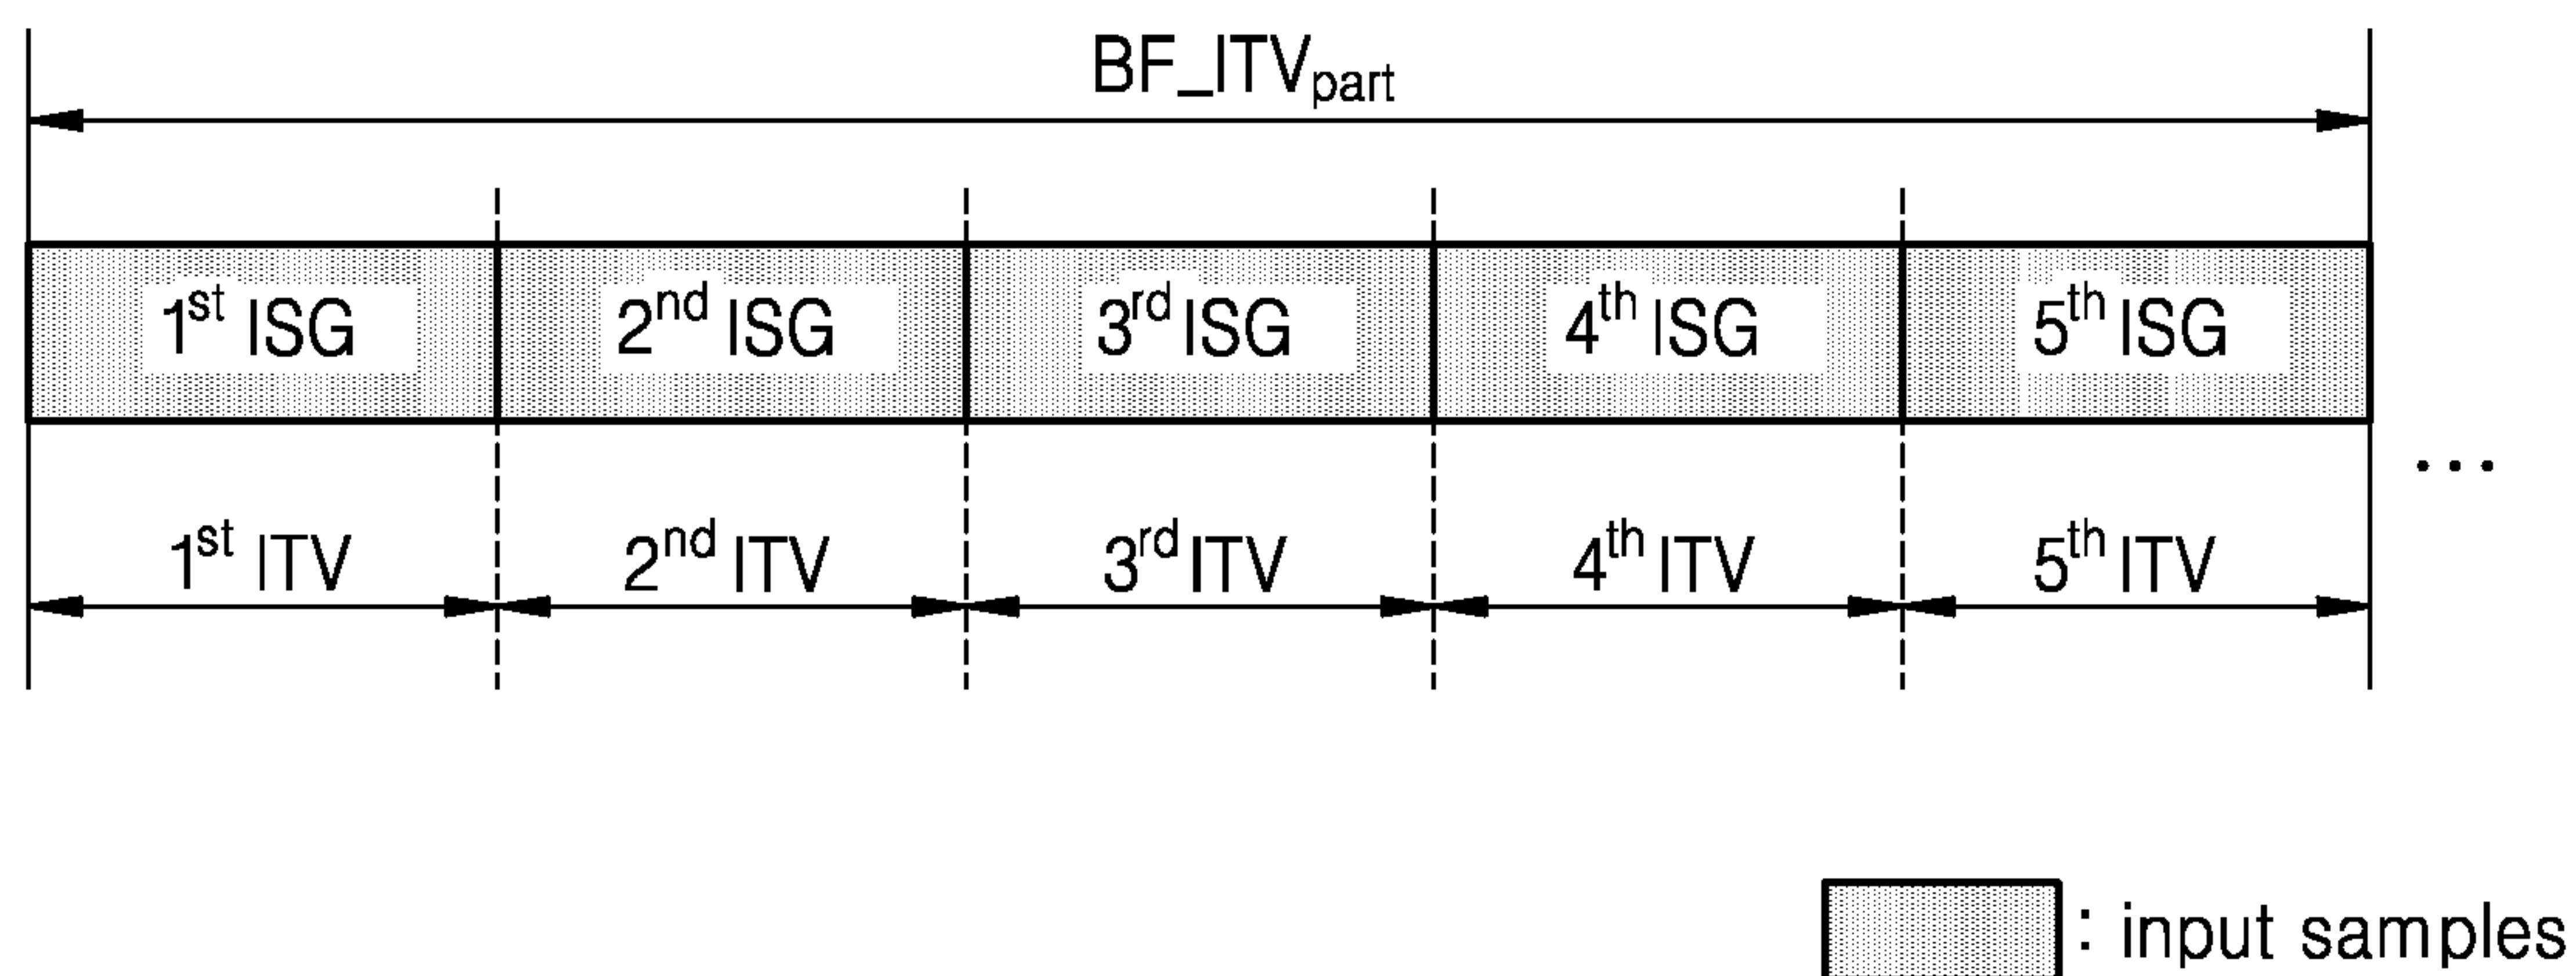 BF_ITVpart
1st ISG 2nd ISG 3rd ISG 4th ISG 5th ISG
...
1st ITV 2nd ITV 3rd ITV 4th ITV 5th ITV
: input samples